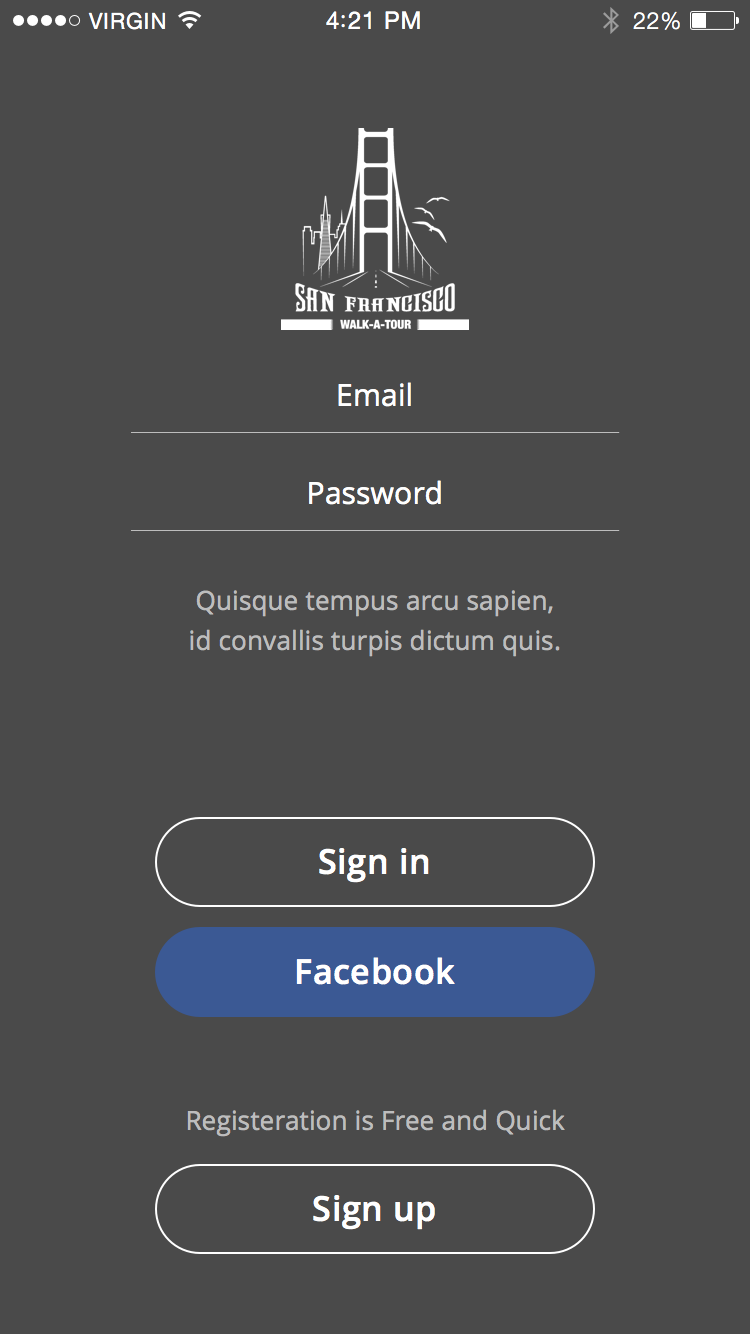 VIRGIN 4:21 PM 22%
SAN FRANCISCO
WALK-A-TOUR
Email
Password
Quisque tempus arcu sapien,
id convallis turpis dictum quis.
Sign in
Facebook
Registeration is Free and Quick
Sign up